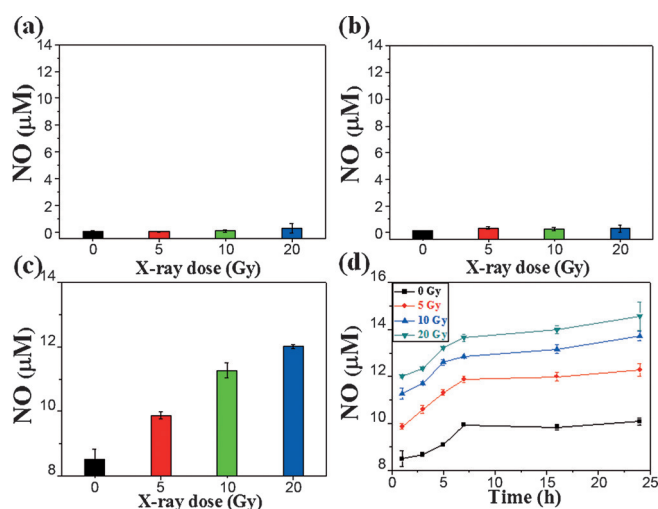 (a)
14
12
10
8
6
4
2
0
NO (μM)
0 5 10 20
X-ray dose (Gy)
(b)
14
12
10
8
6
4
2
0
NO (μM)
0 5 10 20
X-ray dose (Gy)
(c)
14
12
10
8
NO (μM)
0 5 10 20
X-ray dose (Gy)
(d)
16
14
12
10
8
NO (μM)
0 Gy
5 Gy
10 Gy
20 Gy
0 5 10 15 20 25
Time (h)